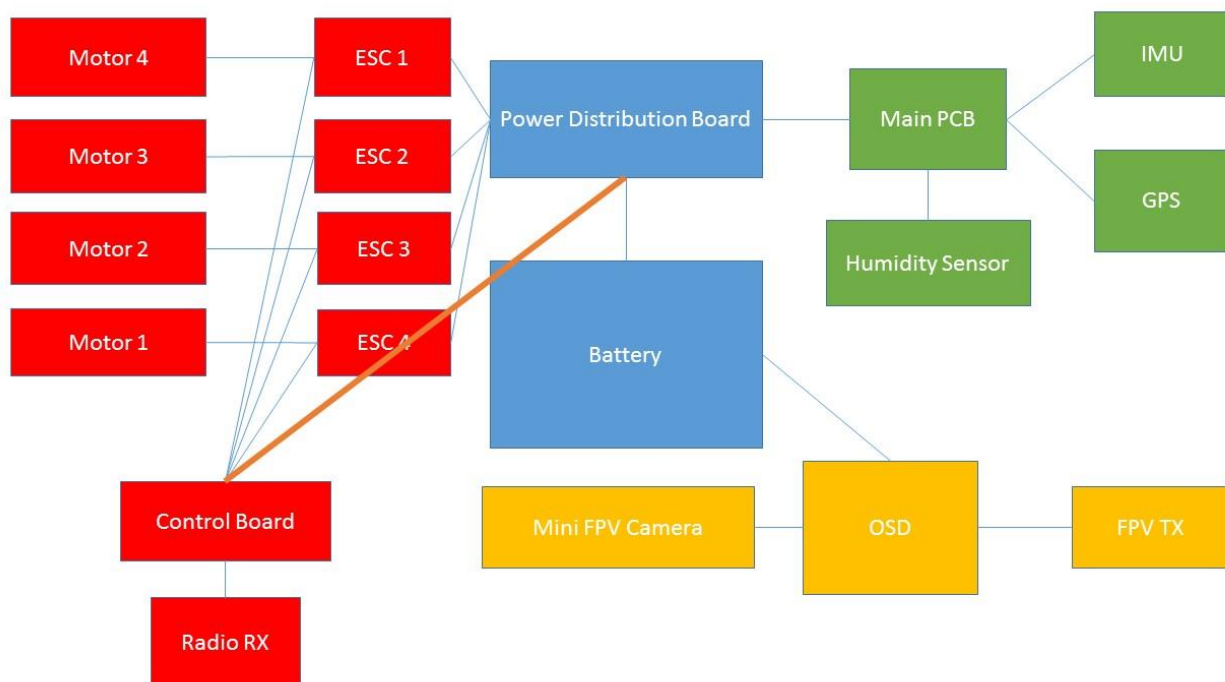 Motor 4
ESC 1
Power Distribution Board
Main PCB
IMU
Motor 3
ESC 2
GPS
Motor 2
ESC 3
Humidity Sensor
Motor 1
ESC 4
Battery
Control Board
Mini FPV Camera
OSD
FPV TX
Radio RX